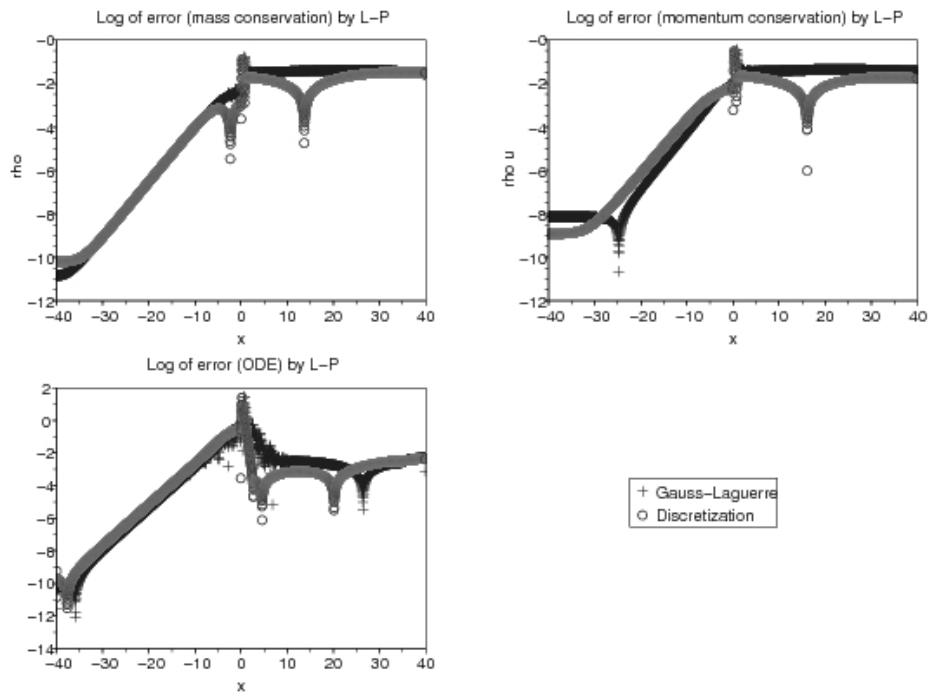 Log of error (mass conservation) by L-P
-0
-2
-4
-6
-8
-10
-12
rho
-40 -30 -20 -10 0 10 20 30 40
x
Log of error (momentum conservation) by L-P
-0
-2
-4
-6
-8
-10
-12
rho u
-40 -30 -20 -10 0 10 20 30 40
x
Log of error (ODE) by L-P
2
0
-2
-4
-6
-8
-10
-12
-14
-40 -30 -20 -10 0 10 20 30 40
x
Gauss-Laguerre
Discretization